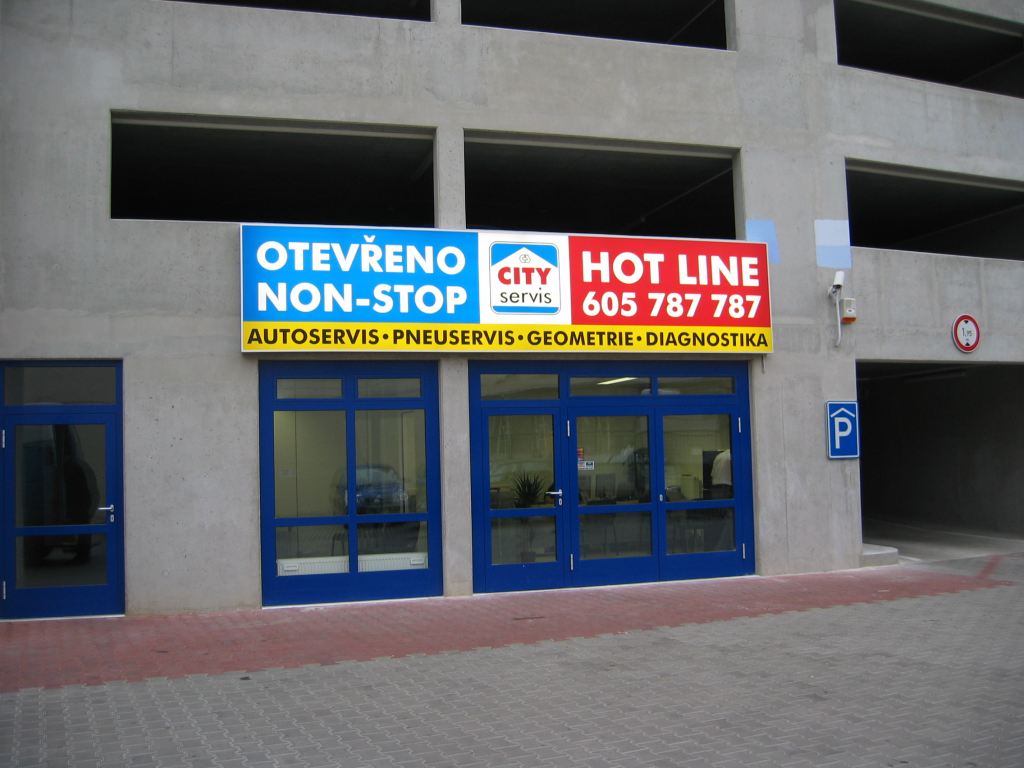 OTEVŘENO
NON-STOP
CITY
servis
HOT LINE
605 787 787
AUTOSERVIS•PNEUSERVIS•GEOMETRIE•DIAGNOSTIKA
P